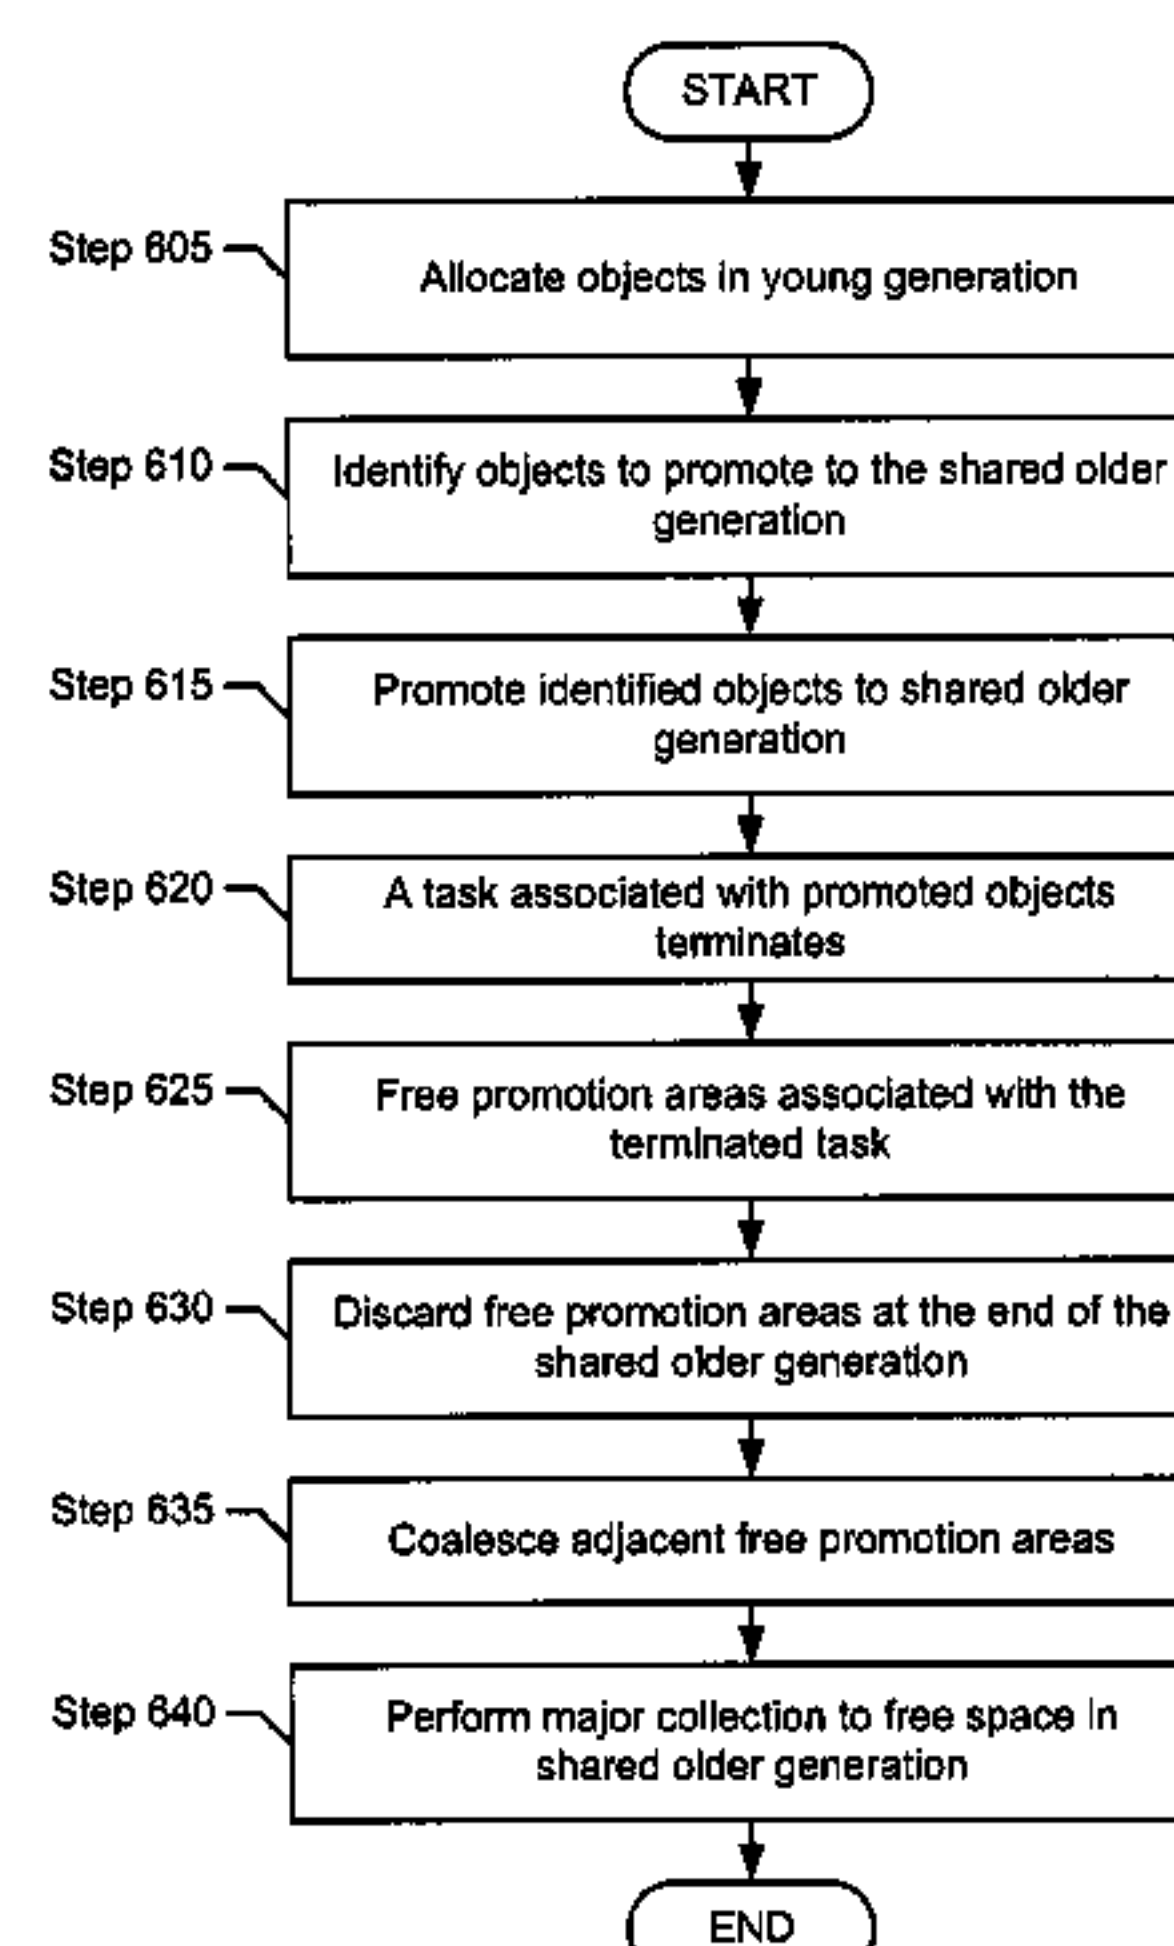 START
Step 605
Allocate objects in young generation
Step 610
Identify objects to promote to the shared older
generation
Step 615
Promote identified objects to shared older
generation
Step 620
A task associated with promoted objects
terminates
Step 625
Free promotion areas associated with the
terminated task
Step 630
Discard free promotion areas at the end of the
shared older generation
Step 635
Coalesce adjacent free promotion areas
Step 640
Perform major collection to free space in
shared older generation
END